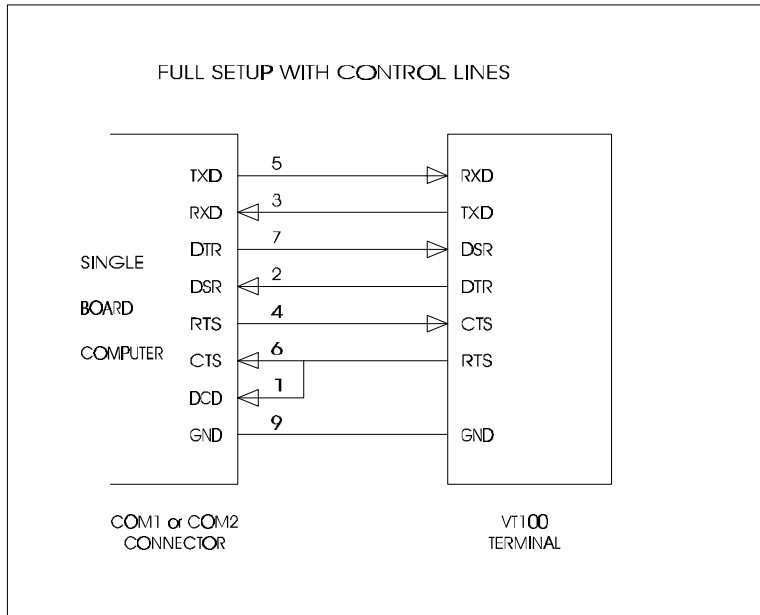 FULL SETUP WITH CONTROL LINES
TXD 5 RXD
RXD 3 TXD
DTR 7 DSR
DSR 2 DTR
RTS 4 CTS
CTS 6 RTS
DCD 1
GND 9 GND
SINGLE
BOARD
COMPUTER
COM1 or COM2
CONNECTOR
VT100
TERMINAL